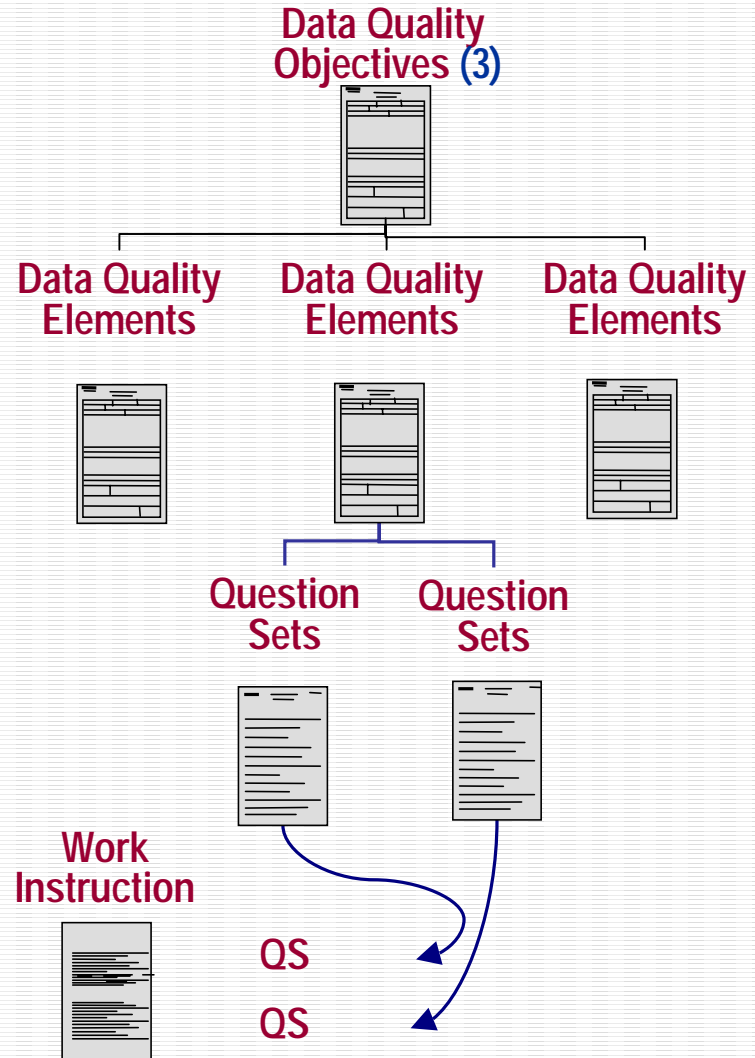 Data Quality
Objectives (3)
Data Quality
Elements
Data Quality
Elements
Data Quality
Elements
Question
Sets
Question
Sets
Work
Instruction
QS
QS